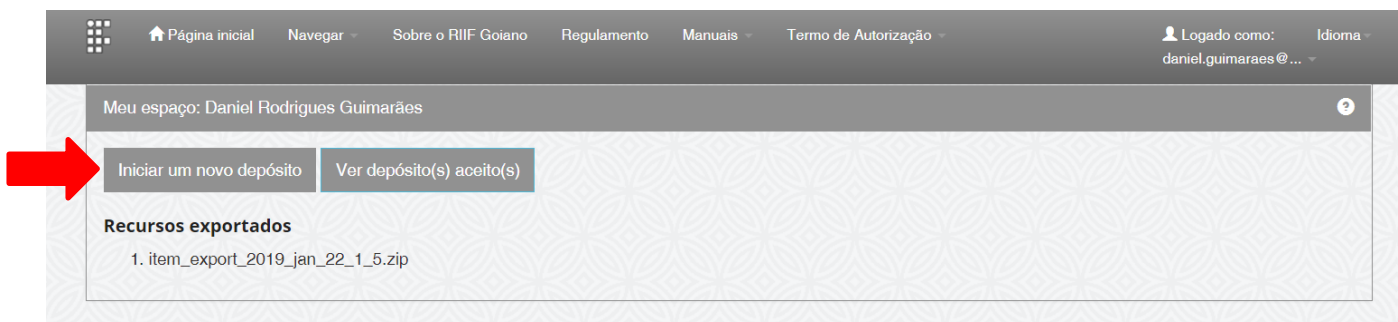 Página inicial Navegar Sobre o RIIF Goiano Regulamento Manuais Termo de Autorização Logado como: Idioma
daniel.guimaraes@...
Meu espaço: Daniel Rodrigues Guimarães ?
Iniciar um novo depósito Ver depósito(s) aceito(s)
Recursos exportados
1. item_export_2019_jan_22_1_5.zip